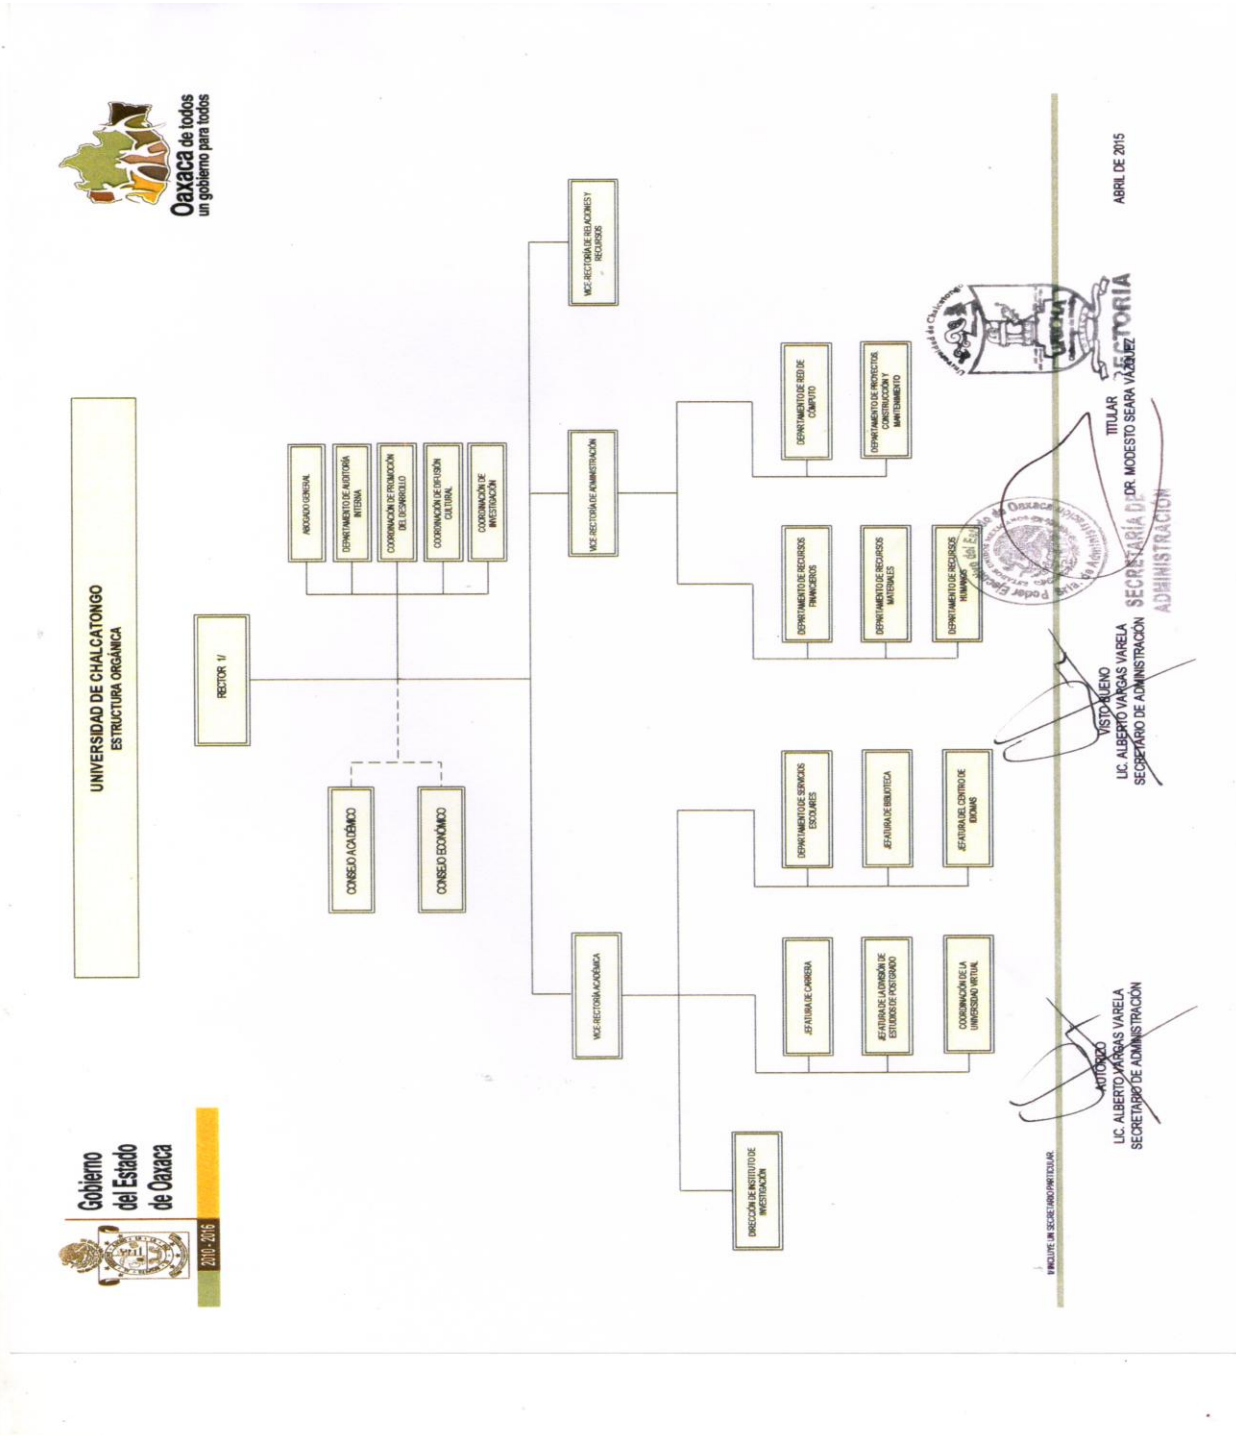 Gobierno
del Estado
de Oaxaca
2010 - 2016
UNIVERSIDAD DE CHALCATONGO
ESTRUCTURA ORGÁNICA
Oaxaca de todos
un gobierno para todos
RECTOR 1/
ABOGADO GENERAL
DEPARTAMENTO DE AUDITORÍA
INTERNA
COORDINACIÓN DE PROMOCIÓN
DEL DESARROLLO
COORDINACIÓN DE DIFUSIÓN
CULTURAL
COORDINACIÓN DE
INVESTIGACIÓN
CONSEJO ACADÉMICO
CONSEJO ECONÓMICO
VICE-RECTORÍA ACADÉMICA
VICE-RECTORÍA DE ADMINISTRACIÓN
VICE-RECTORÍA DE RELACIONES Y
RECURSOS
DIRECCIÓN DE INSTITUTO DE
INVESTIGACIÓN
JEFATURA DE CARRERA
JEFATURA DE LA DIVISIÓN DE
ESTUDIOS DE POSTGRADO
COORDINACIÓN DE LA
UNIVERSIDAD VIRTUAL
DEPARTAMENTO DE SERVICIOS
ESCOLARES
JEFATURA DE BIBLIOTECA
JEFATURA DEL CENTRO DE
IDIOMAS
DEPARTAMENTO DE RECURSOS
FINANCIEROS
DEPARTAMENTO DE RECURSOS
MATERIALES
DEPARTAMENTO DE RECURSOS
HUMANOS
DEPARTAMENTO DE RED DE
CÓMPUTO
DEPARTAMENTO DE PROYECTOS,
CONSTRUCCIÓN Y
MANTENIMIENTO
1/ INCLUYE UN SECRETARIO PARTICULAR.
AUTORIZO
LIC. ALBERTO VARGAS VARELA
SECRETARIO DE ADMINISTRACIÓN
VISTO BUENO
LIC. ALBERTO VARGAS VARELA
SECRETARIO DE ADMINISTRACIÓN
SECRETARÍA DE
ADMINISTRACIÓN
TITULAR
DR. MODESTO SEARA VÁZQUEZ
Universidad de Chalcatongo
UNICHA
RECTORIA
ABRIL DE 2015